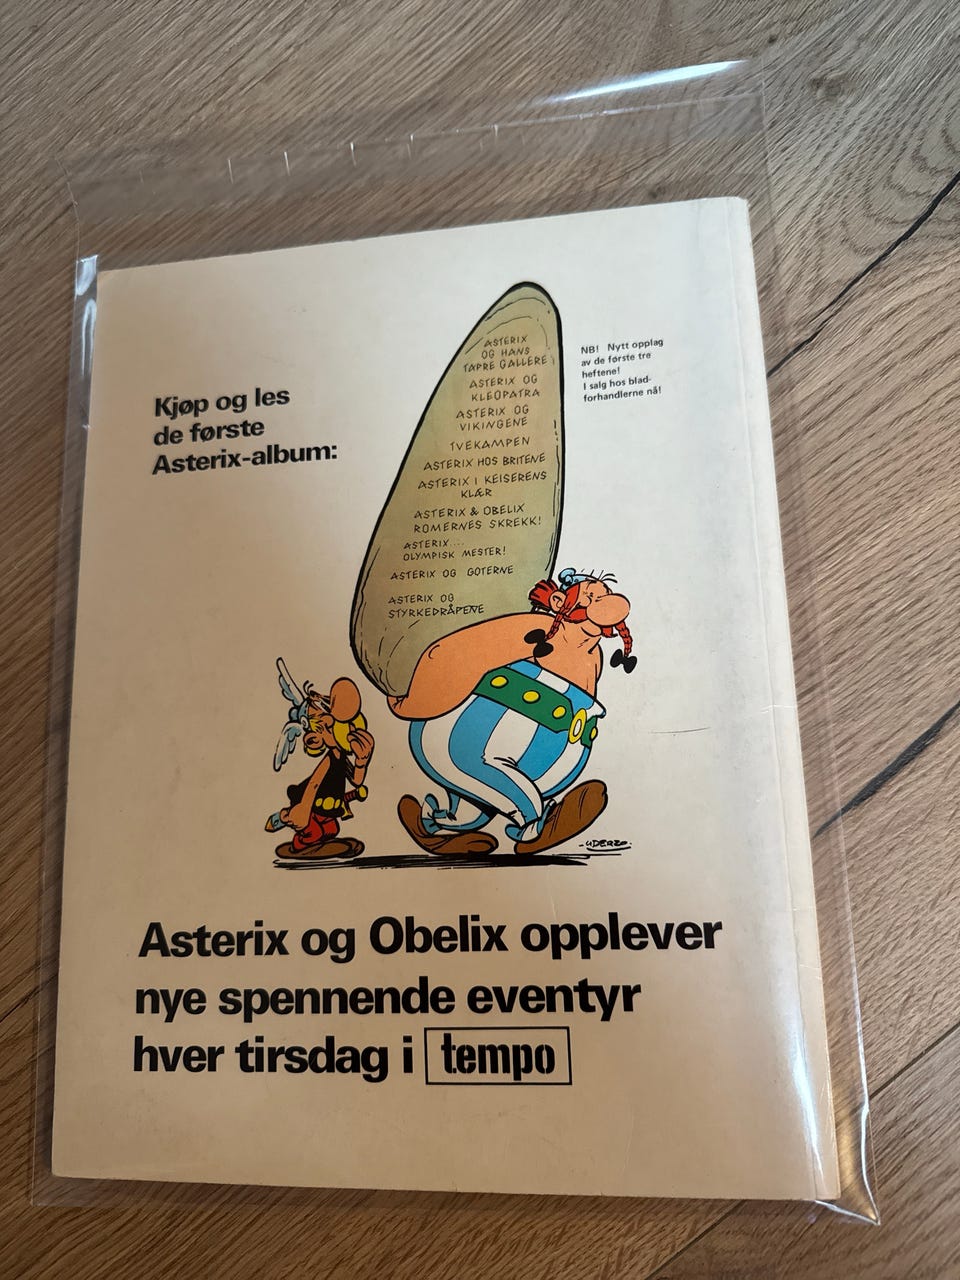 Kjøp og les
de første
Asterix-album:
ASTERIX
OG HANS
TAPRE GALLERE
ASTERIX OG
KLEOPATRA
ASTERIX OG
VIKINGENE
TVEKAMPEN
ASTERIX HOS BRITENE
ASTERIX I KEISERENS
KLÆR
ASTERIX & OBELIX
ROMERNES SKREKK!
ASTERIX....
OLYMPISK MESTER!
ASTERIX OG GOTERNE
ASTERIX OG
STYRKEDRÅPENE
NB! Nytt opplag
av de første tre
heftene!
I salg hos blad-
forhandlerne nå!
-UDERZO-
Asterix og Obelix opplever
nye spennende eventyr
hver tirsdag i tempo